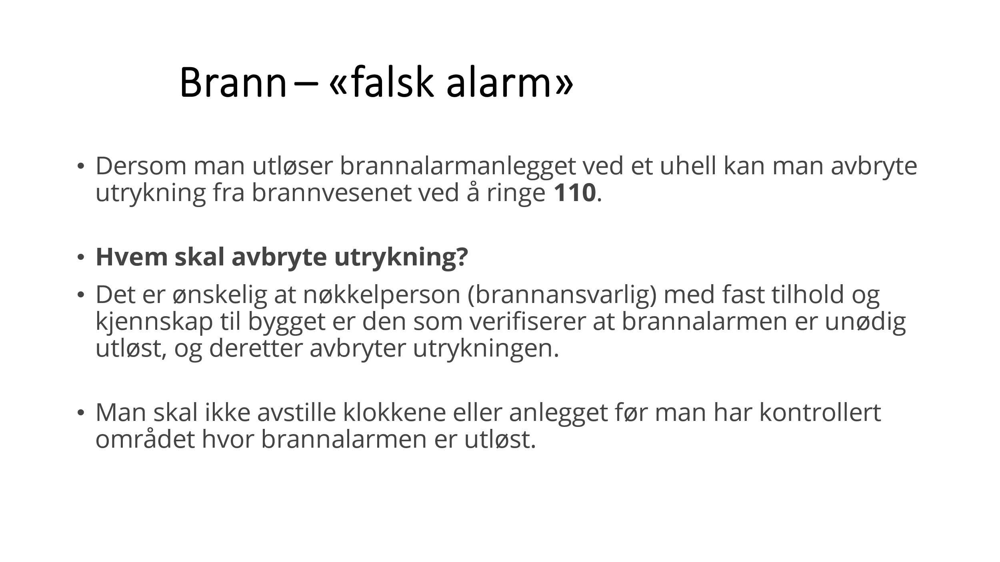 Brann – «falsk alarm»
• Dersom man utløser brannalarmanlegget ved et uhell kan man avbryte
utrykning fra brannvesenet ved å ringe 110.
• Hvem skal avbryte utrykning?
• Det er ønskelig at nøkkelperson (brannansvarlig) med fast tilhold og
kjennskap til bygget er den som verifiserer at brannalarmen er unødig
utløst, og deretter avbryter utrykningen.
• Man skal ikke avstille klokkene eller anlegget før man har kontrollert
området hvor brannalarmen er utløst.